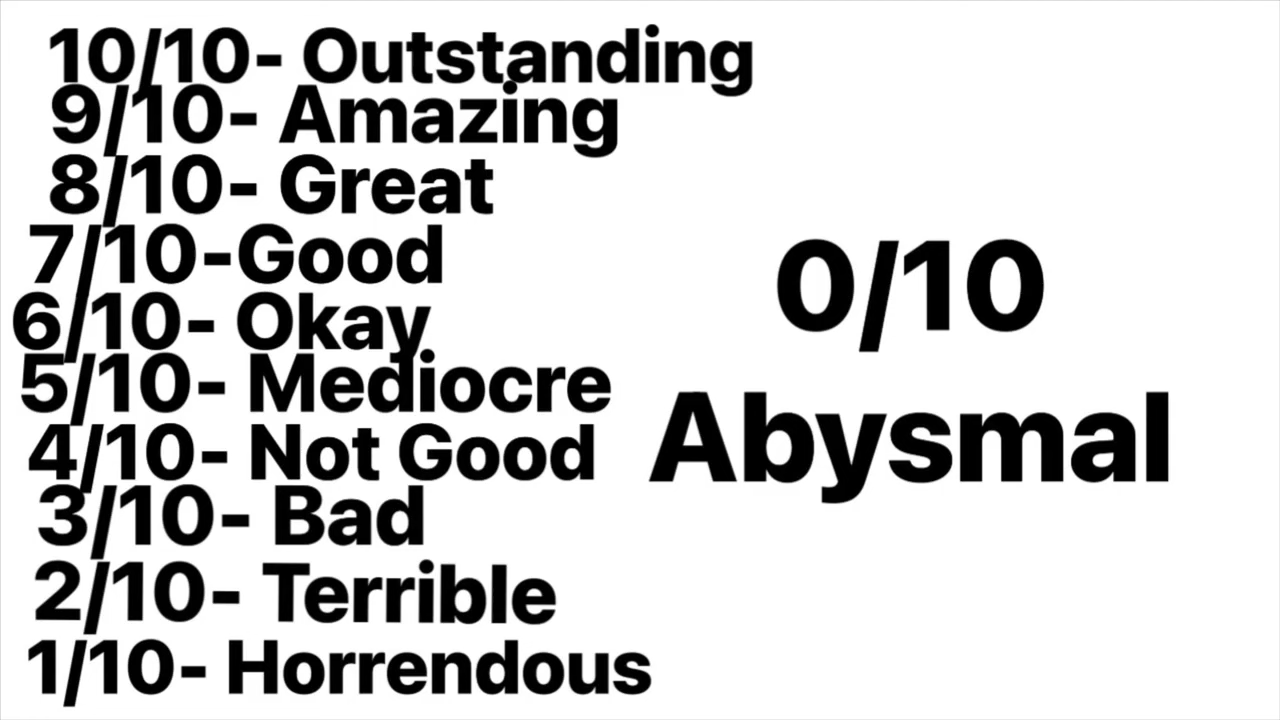 10/10- Outstanding
9/10- Amazing
8/10- Great
7/10-Good
6/10- Okay
5/10- Mediocre
4/10- Not Good
3/10- Bad
2/10- Terrible
1/10- Horrendous
0/10
Abysmal